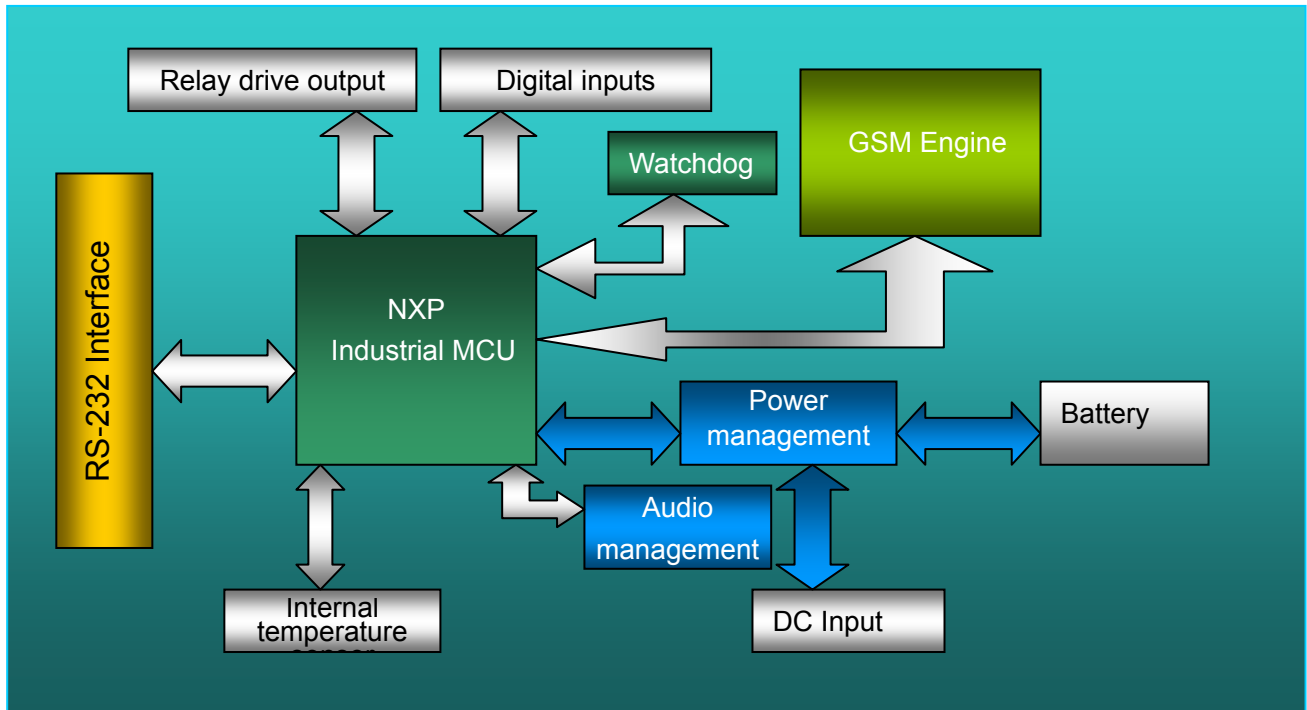 Relay drive output
Digital inputs
GSM Engine
Watchdog
RS-232 Interface
NXP
Industrial MCU
Power
management
Battery
Audio
management
Internal
temperature
sensor
DC Input